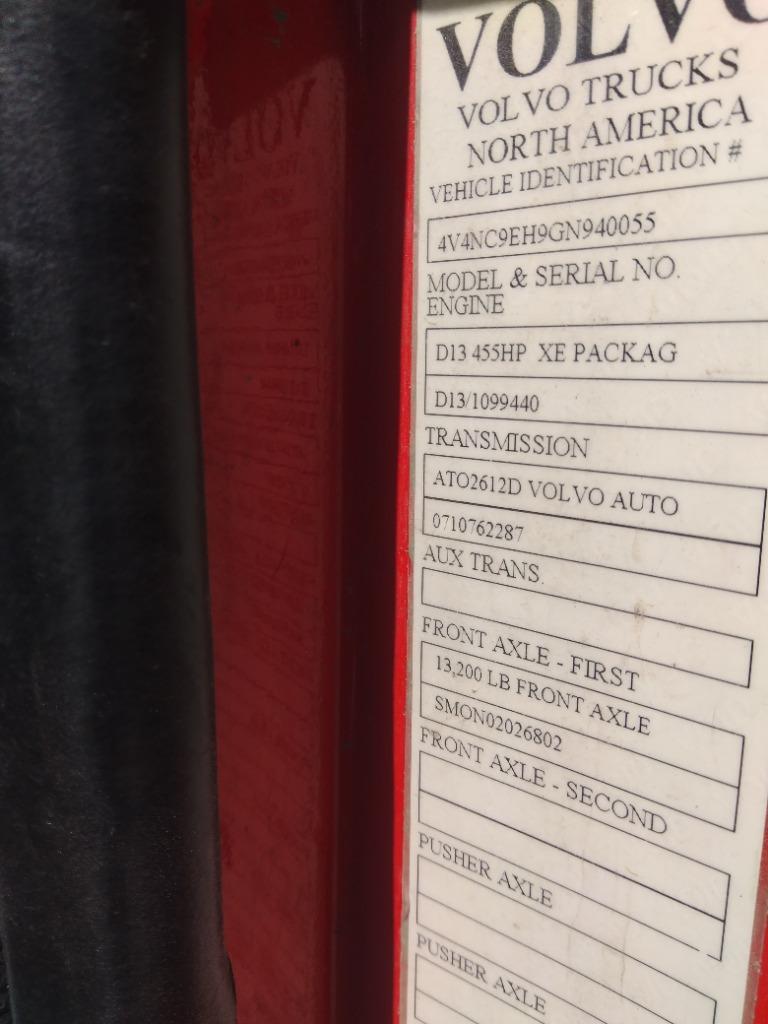 VOLVO
VOLVO TRUCKS
NORTH AMERICA
VEHICLE IDENTIFICATION #
4V4NC9EH9GN940055
MODEL & SERIAL NO.
ENGINE
D13 455HP XE PACKAG
D13/1099440
TRANSMISSION
ATO2612D VOLVO AUTO
0710762287
AUX TRANS.
FRONT AXLE - FIRST
13,200 LB FRONT AXLE
SMON02026802
FRONT AXLE - SECOND
PUSHER AXLE
PUSHER AXLE